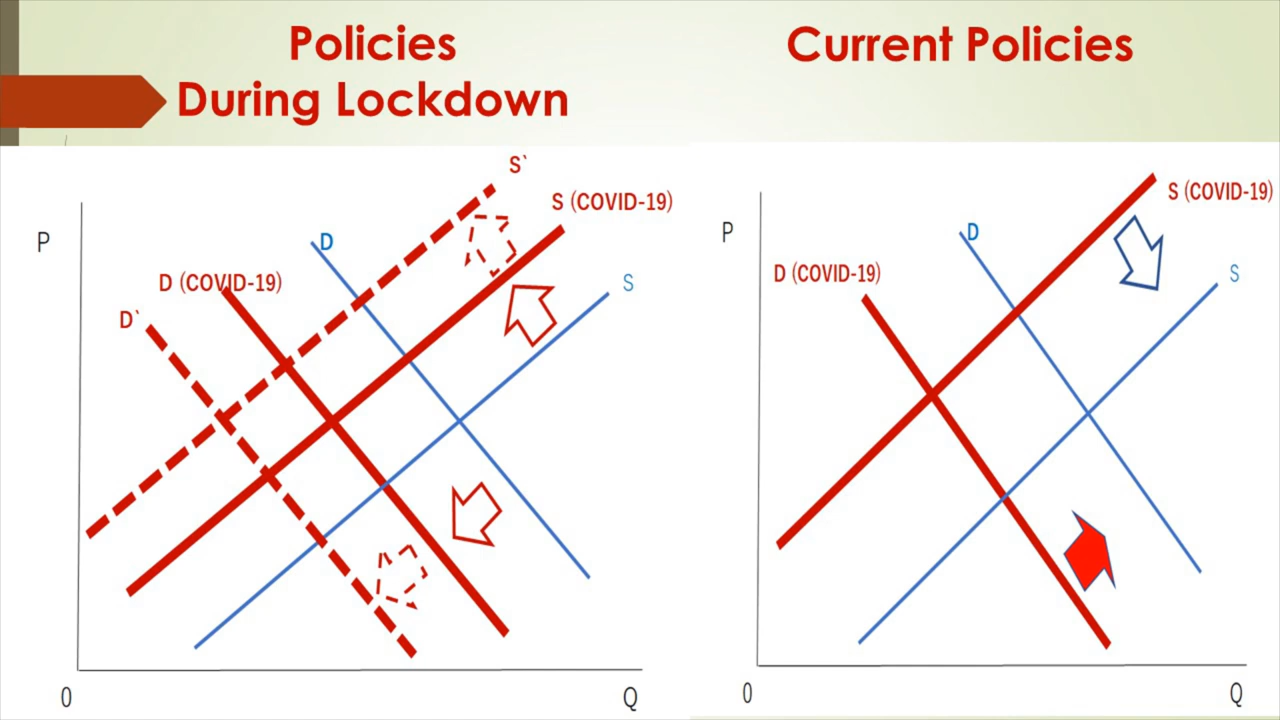 Policies
During Lockdown
Current Policies
S`
S (COVID-19)
P
D
D (COVID-19)
S
D`
0
Q
S (COVID-19)
P
D
D (COVID-19)
S
0
Q